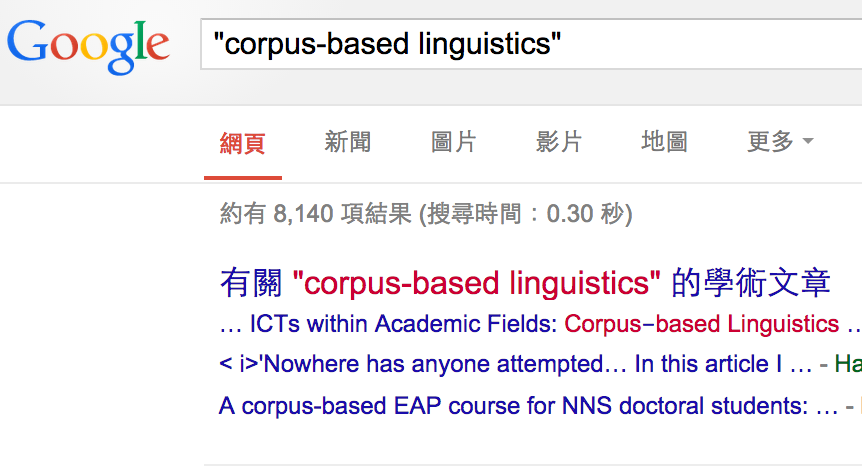 Google "corpus-based linguistics"
網頁 新聞 圖片 影片 地圖 更多
約有 8,140 項結果 (搜尋時間：0.30 秒)
有關 "corpus-based linguistics" 的學術文章
… ICTs within Academic Fields: Corpus–based Linguistics …
< i>'Nowhere has anyone attempted… In this article I … - Ha
A corpus-based EAP course for NNS doctoral students: … -